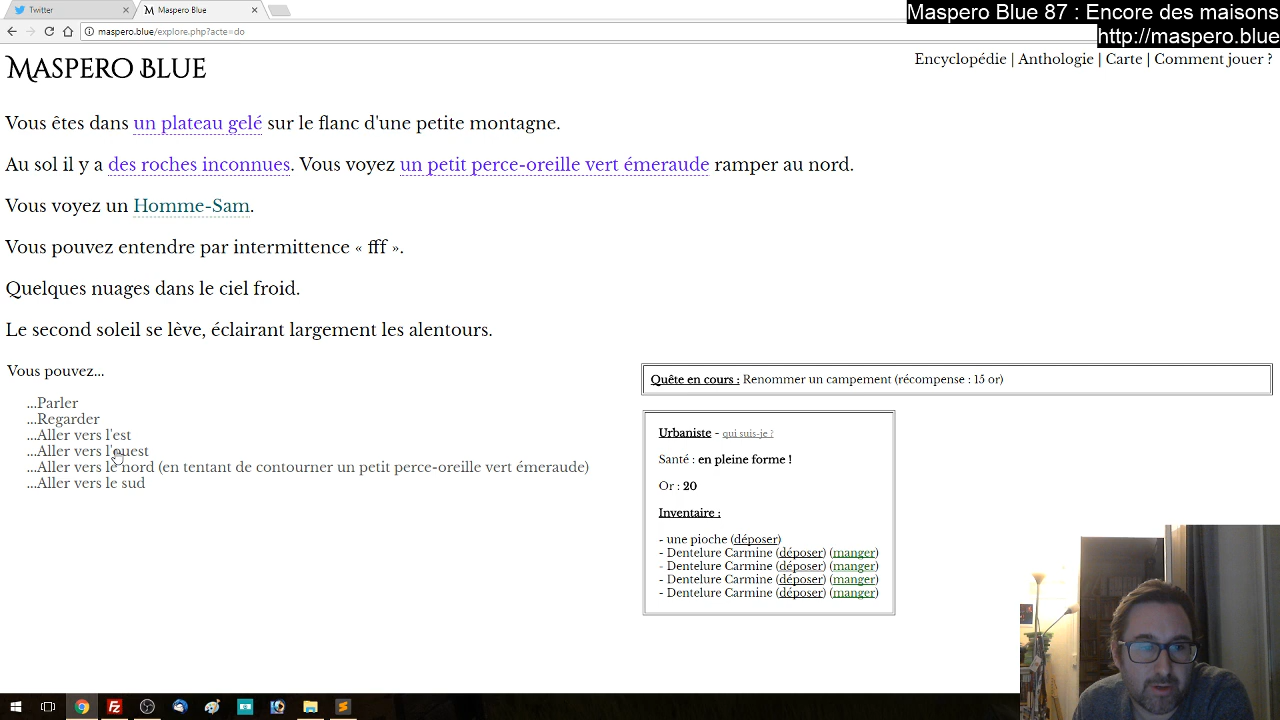 Twitter
Maspero Blue
Maspero Blue 87 : Encore des maisons
http://maspero.blue
maspero.blue/explore.php?acte=do
Maspero Blue
Encyclopédie | Anthologie | Carte | Comment jouer ?
Vous êtes dans un plateau gelé sur le flanc d'une petite montagne.
Au sol il y a des roches inconnues. Vous voyez un petit perce-oreille vert émeraude ramper au nord.
Vous voyez un Homme-Sam.
Vous pouvez entendre par intermittence « fff ».
Quelques nuages dans le ciel froid.
Le second soleil se lève, éclairant largement les alentours.
Vous pouvez...
...Parler
...Regarder
...Aller vers l'est
...Aller vers l'ouest
...Aller vers le nord (en tentant de contourner un petit perce-oreille vert émeraude)
...Aller vers le sud
Quête en cours : Renommer un campement (récompense : 15 or)
Urbaniste - qui suis-je ?
Santé : en pleine forme !
Or : 20
Inventaire :
- une pioche (déposer)
- Dentelure Carmine (déposer) (manger)
- Dentelure Carmine (déposer) (manger)
- Dentelure Carmine (déposer) (manger)
- Dentelure Carmine (déposer) (manger)